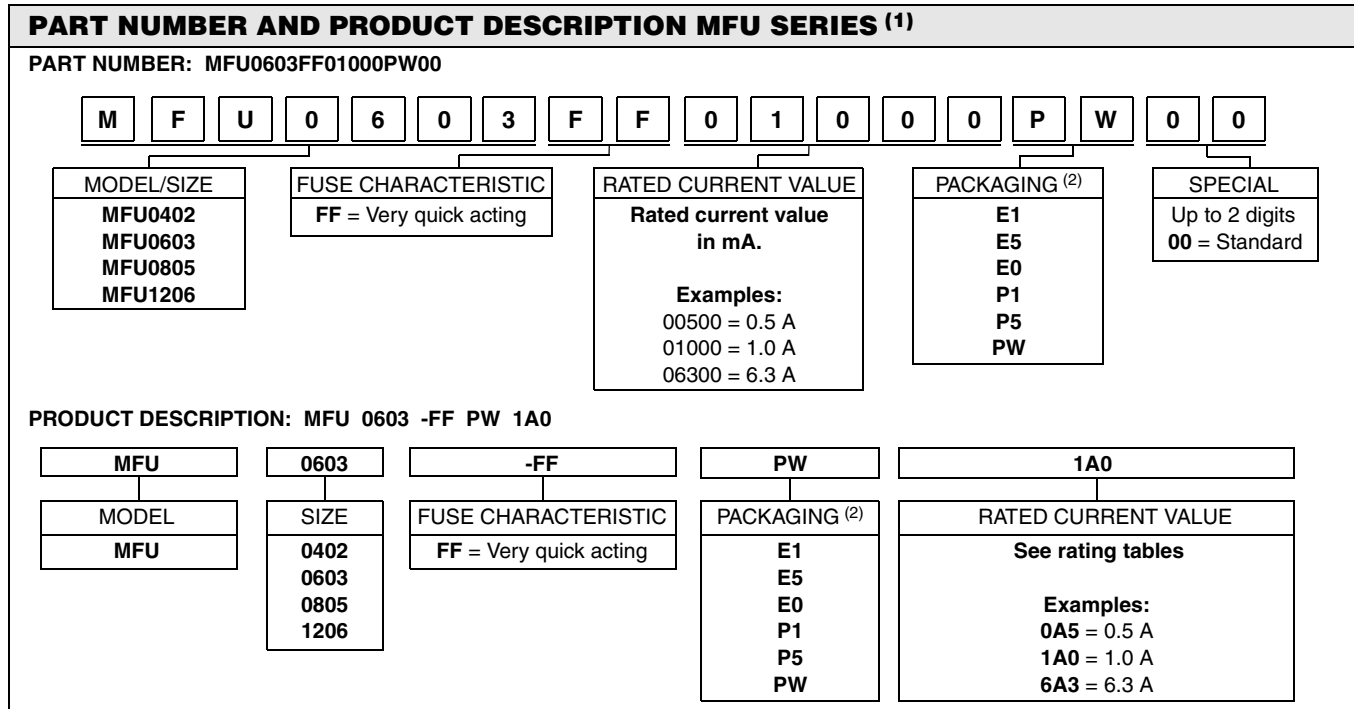 PART NUMBER AND PRODUCT DESCRIPTION MFU SERIES (1)
PART NUMBER: MFU0603FF01000PW00
M F U 0 6 0 3 F F 0 1 0 0 0 P W 0 0
MODEL/SIZE
MFU0402
MFU0603
MFU0805
MFU1206
FUSE CHARACTERISTIC
FF = Very quick acting
RATED CURRENT VALUE
Rated current value
in mA.
Examples:
00500 = 0.5 A
01000 = 1.0 A
06300 = 6.3 A
PACKAGING (2)
E1
E5
E0
P1
P5
PW
SPECIAL
Up to 2 digits
00 = Standard
PRODUCT DESCRIPTION: MFU 0603 -FF PW 1A0
MFU 0603 -FF PW 1A0
MODEL
MFU
SIZE
0402
0603
0805
1206
FUSE CHARACTERISTIC
FF = Very quick acting
PACKAGING (2)
E1
E5
E0
P1
P5
PW
RATED CURRENT VALUE
See rating tables
Examples:
0A5 = 0.5 A
1A0 = 1.0 A
6A3 = 6.3 A